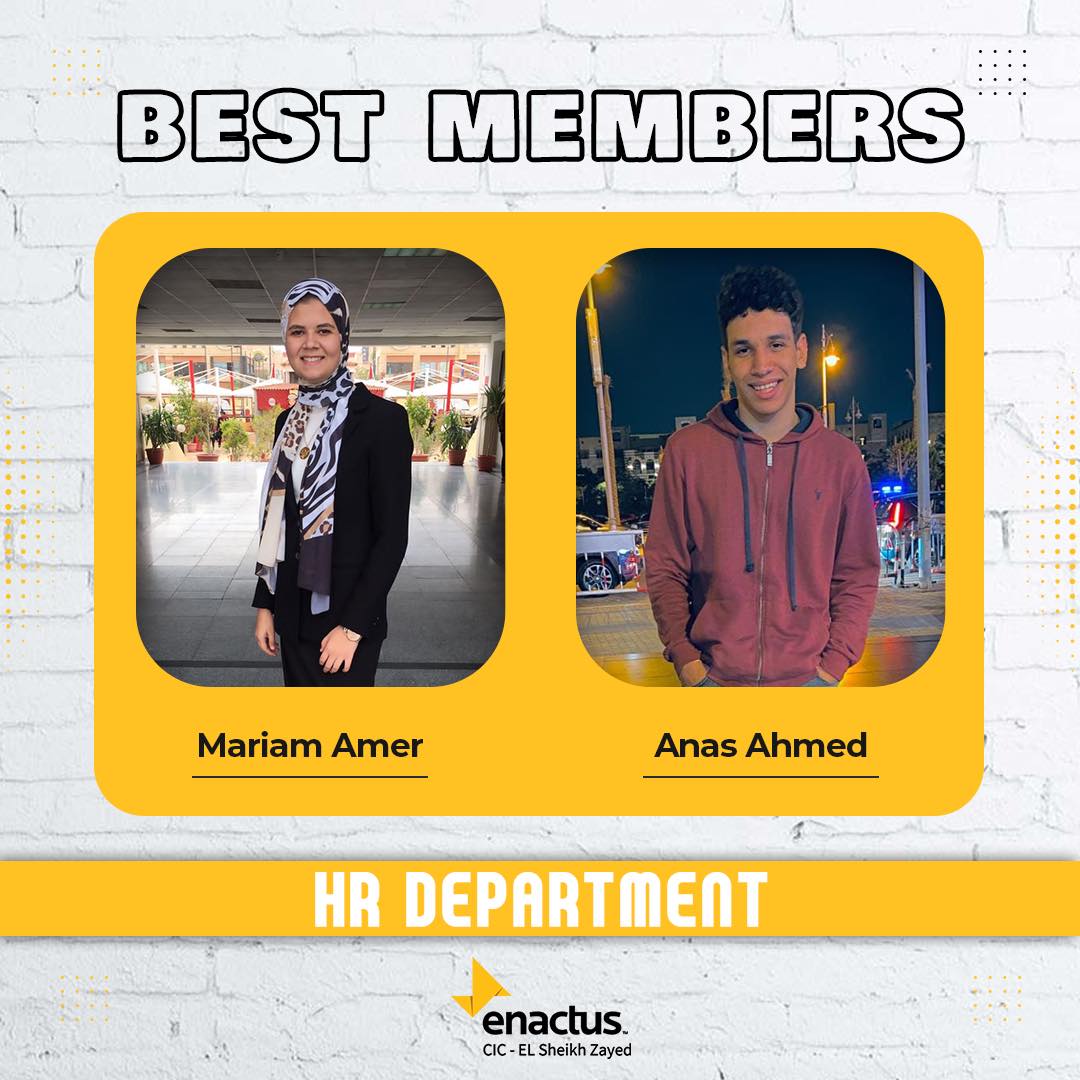 BEST MEMBERS
Mariam Amer
Anas Ahmed
HR DEPARTMENT
enactus
CIC - EL Sheikh Zayed